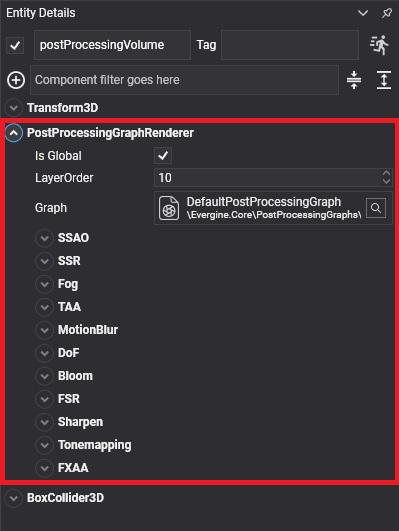 Entity Details
postProcessingVolume Tag
Component filter goes here
Transform3D
PostProcessingGraphRenderer
Is Global
LayerOrder 10
Graph DefaultPostProcessingGraph
\Evergine.Core\PostProcessingGraphs\
SSAO
SSR
Fog
TAA
MotionBlur
DoF
Bloom
FSR
Sharpen
Tonemapping
FXAA
BoxCollider3D